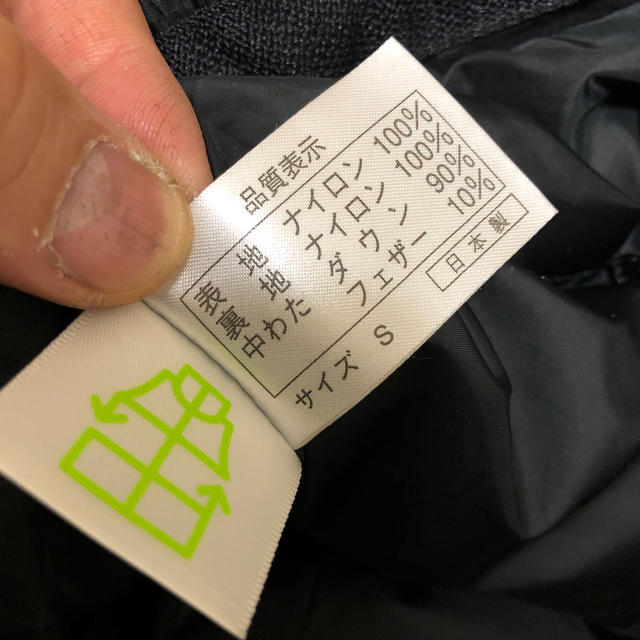 品質表示
表地 ナイロン 100%
裏地 ナイロン 100%
中わた ダウン 90%
フェザー 10%
日本製
サイズ S